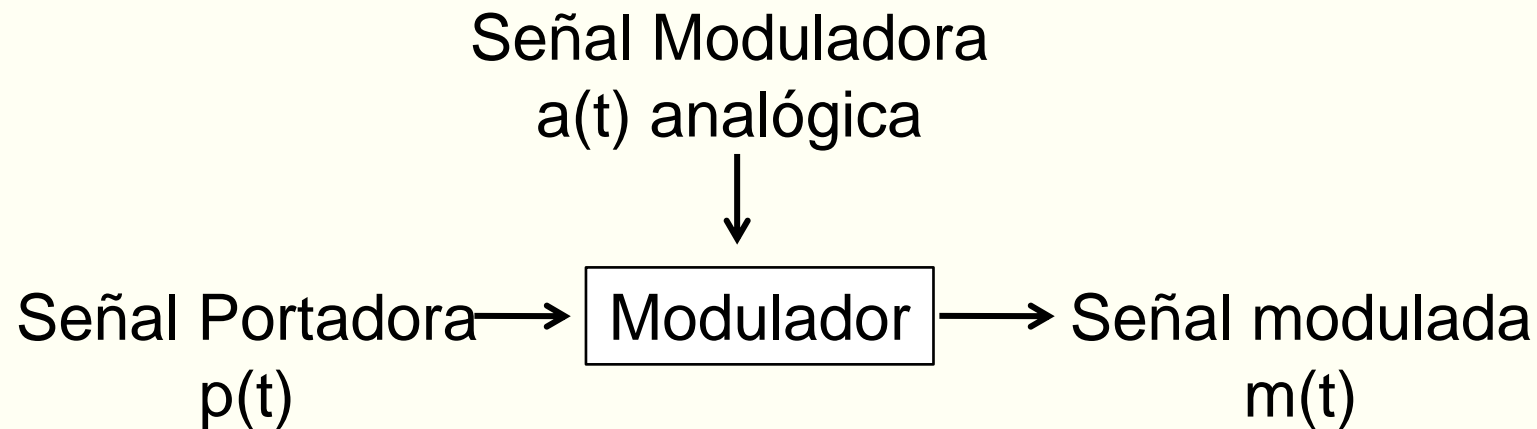 Señal Moduladora
a(t) analógica
Señal Portadora
p(t)
Modulador
Señal modulada
m(t)